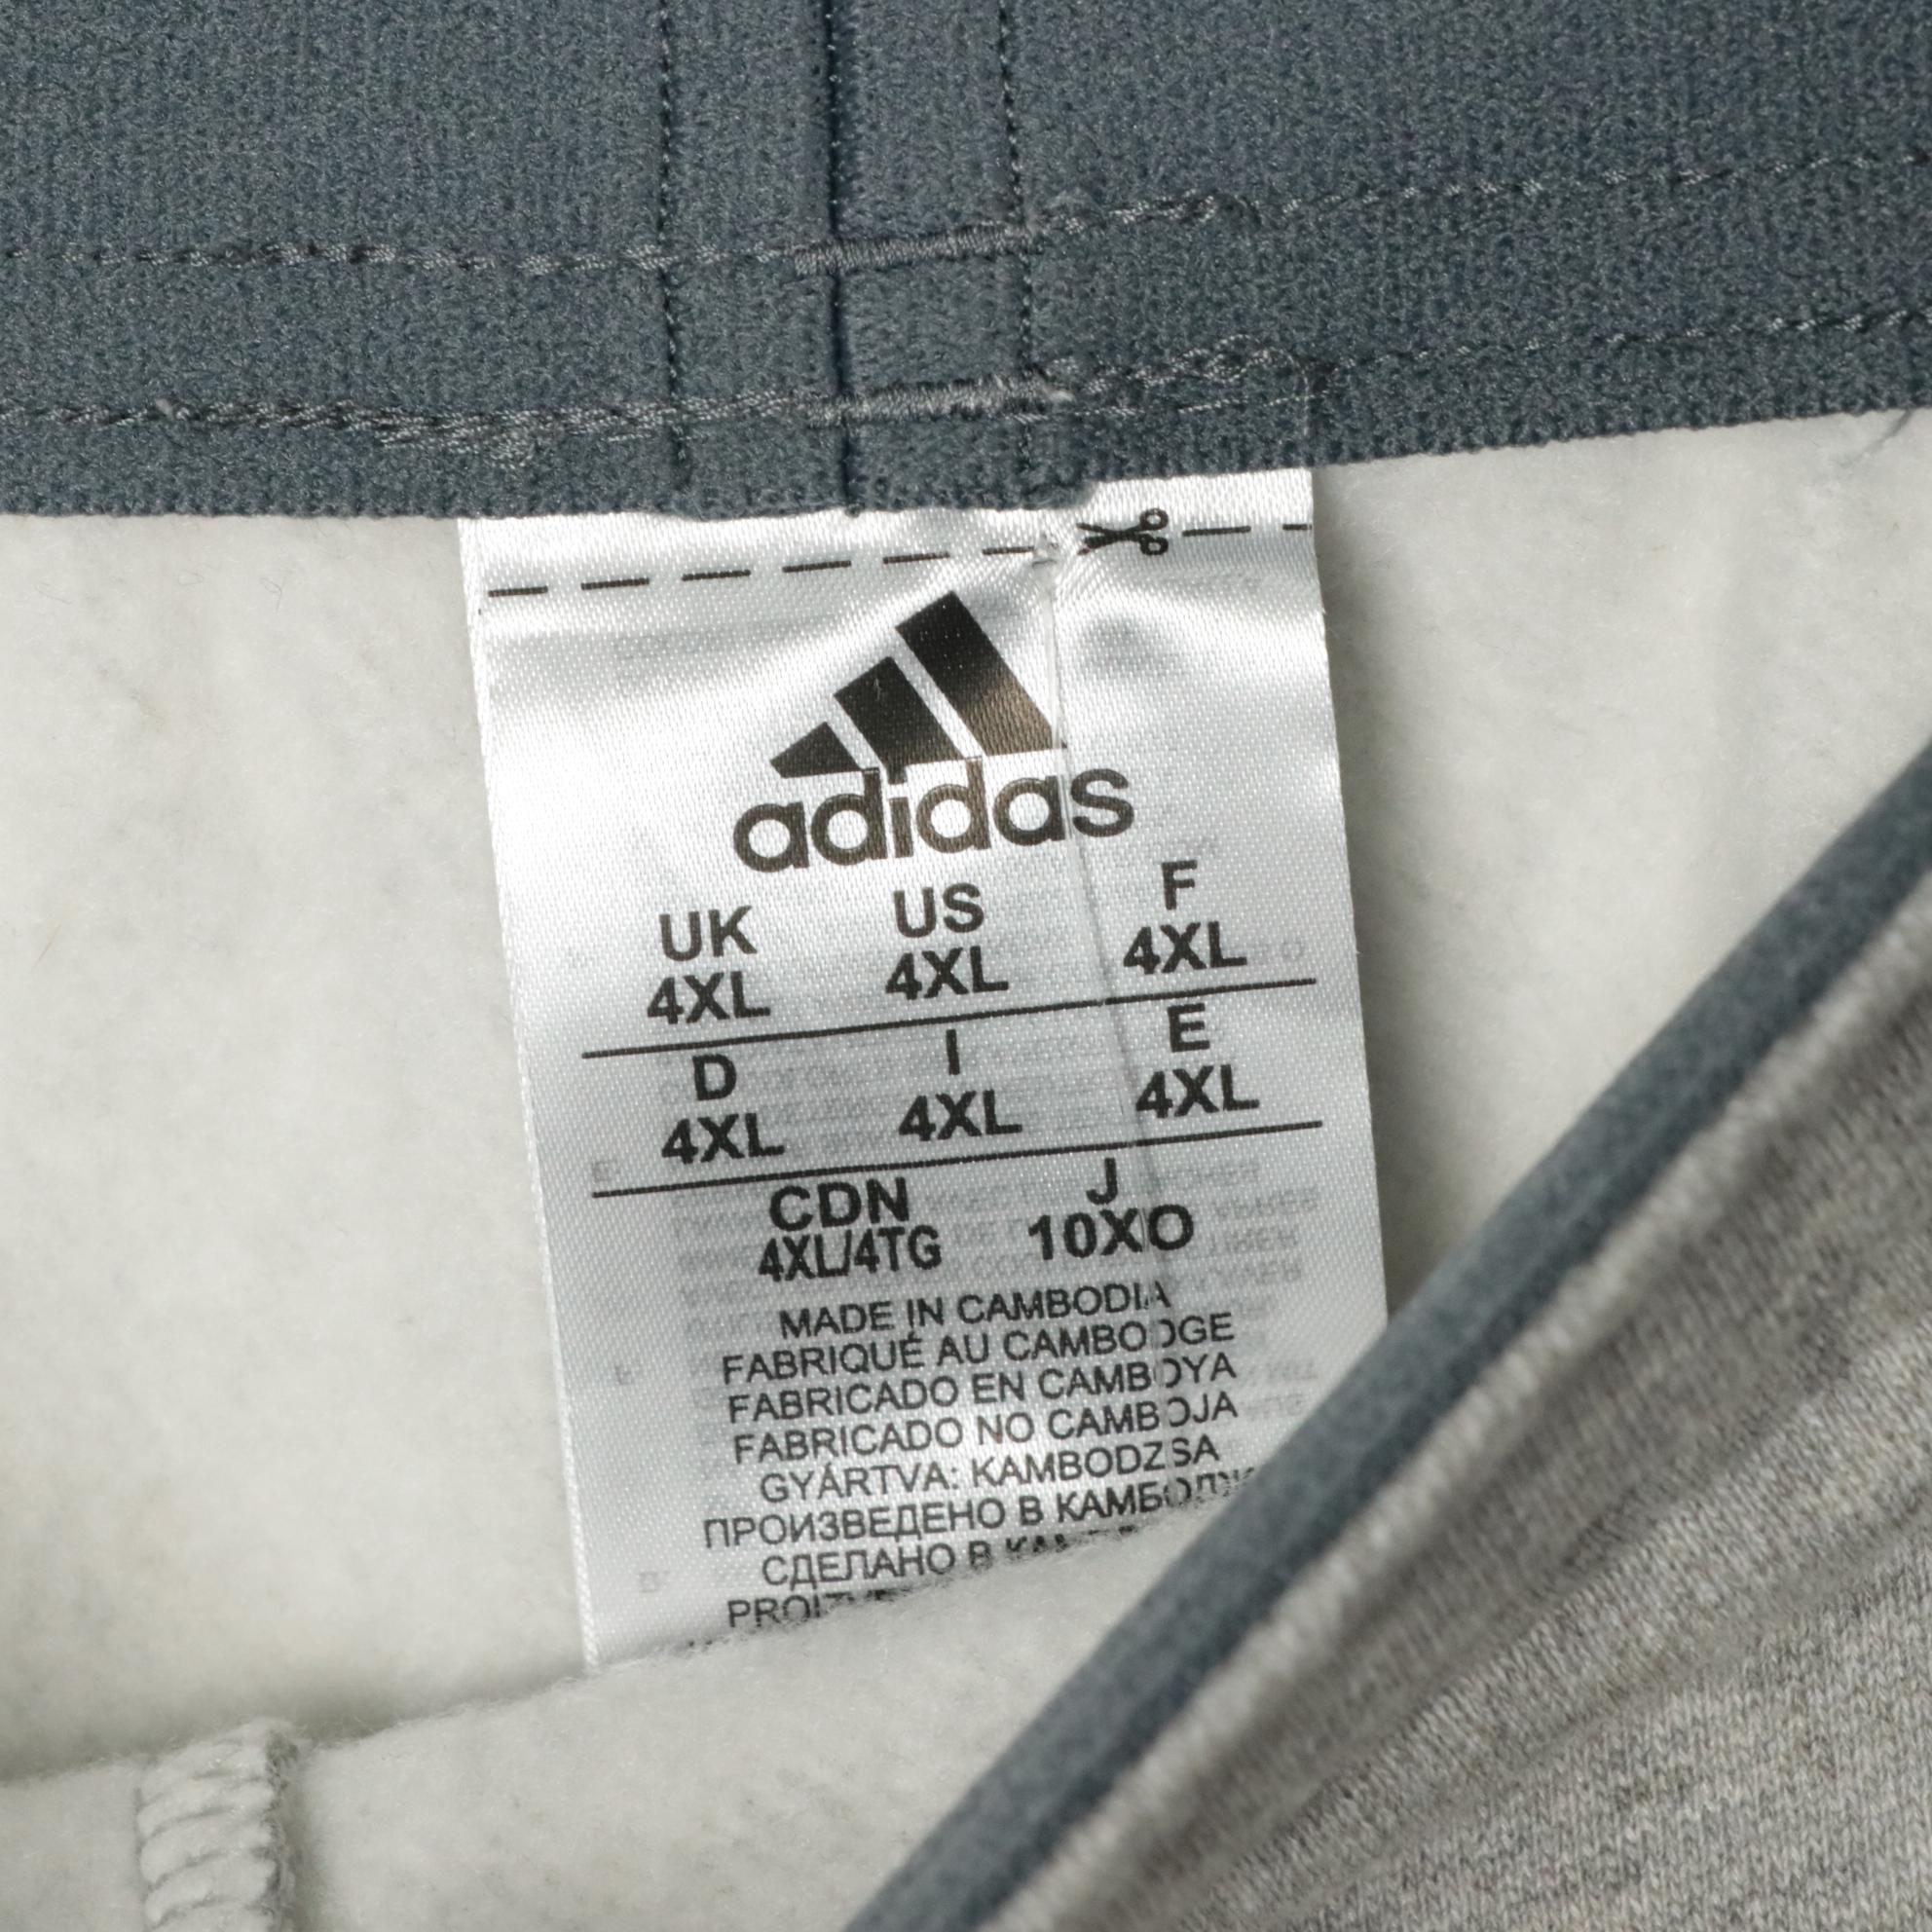 adidas
UK US F
4XL 4XL 4XL
D I E
4XL 4XL 4XL
CDN J
4XL/4TG 10XO
MADE IN CAMBODIA
FABRIQUÉ AU CAMBODGE
FABRICADO EN CAMBOYA
FABRICADO NO CAMBOJA
GYÁRTVA: KAMBODZSA
ПРОИЗВЕДЕНО В
СДЕЛАНО В